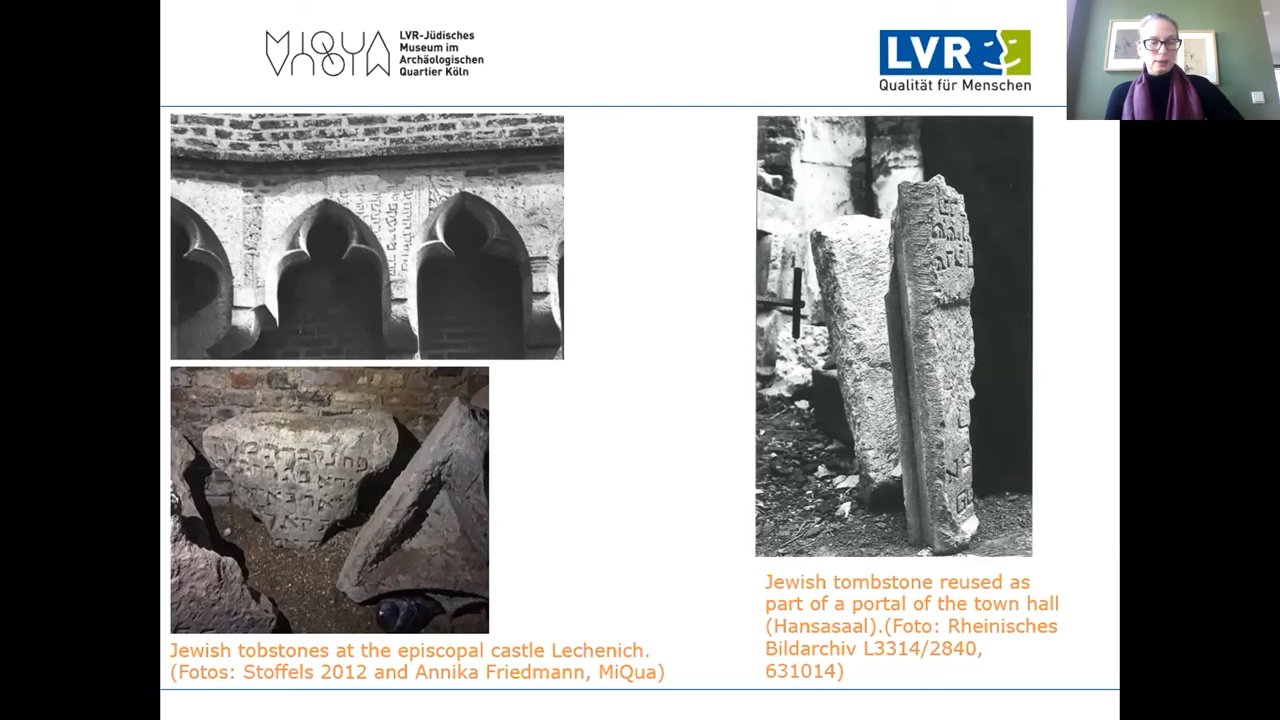 MIQUA
LVR-Jüdisches
Museum im
Archäologischen
Quartier Köln
LVR
Qualität für Menschen
Jewish tobstones at the episcopal castle Lechenich.
(Fotos: Stoffels 2012 and Annika Friedmann, MiQua)
Jewish tombstone reused as
part of a portal of the town hall
(Hansasaal).(Foto: Rheinisches
Bildarchiv L3314/2840,
631014)